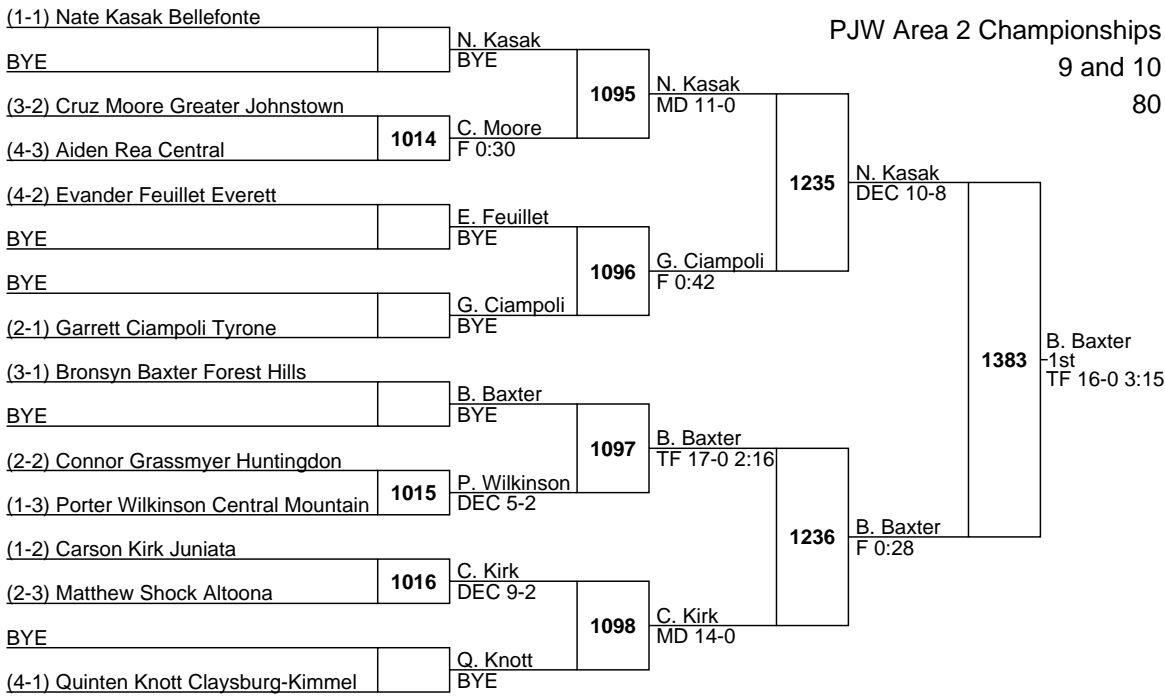 PJW Area 2 Championships
9 and 10
80
(1-1) Nate Kasak Bellefonte
BYE
(3-2) Cruz Moore Greater Johnstown
(4-3) Aiden Rea Central
(4-2) Evander Feuillet Everett
BYE
BYE
(2-1) Garrett Ciampoli Tyrone
(3-1) Bronsyn Baxter Forest Hills
BYE
(2-2) Connor Grassmyer Huntingdon
(1-3) Porter Wilkinson Central Mountain
(1-2) Carson Kirk Juniata
(2-3) Matthew Shock Altoona
BYE
(4-1) Quinten Knott Claysburg-Kimmel
1014
1015
1016
N. Kasak
BYE
C. Moore
F 0:30
E. Feuillet
BYE
G. Ciampoli
BYE
B. Baxter
BYE
P. Wilkinson
DEC 5-2
C. Kirk
DEC 9-2
Q. Knott
BYE
1095
1096
1097
1098
N. Kasak
MD 11-0
G. Ciampoli
F 0:42
B. Baxter
TF 17-0 2:16
C. Kirk
MD 14-0
1235
1236
N. Kasak
DEC 10-8
B. Baxter
F 0:28
1383
B. Baxter
1st
TF 16-0 3:15